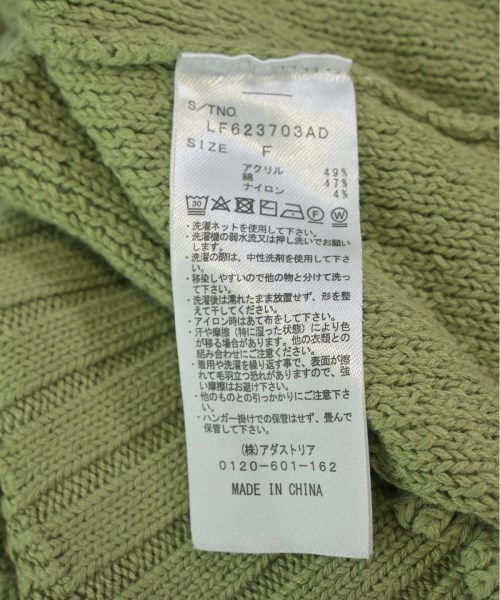 S/TNO.
LF623703AD
SIZE F
アクリル 49%
綿 47%
ナイロン 4%
30 F W
・洗濯ネットを使用して下さい。
・洗濯機の弱水流又は押し洗いでお願い
します。
・洗濯の際は、中性洗剤を使用して下さ
い。
・移染しやすいので他の物と分けて洗っ
て下さい。
・洗濯後は濡れたまま放置せず、形を整
えて干してください。
・アイロン時はあて布をして下さい。
・汗や摩擦（特に湿った状態）により色
が移る場合があります。他の衣類との
組み合わせにご注意ください。
・着用や洗濯を繰り返す事で、表面が擦
れて毛羽立つ恐れがありますので、強
い摩擦はお避け下さい。
・他のものとの引っかかりにご注意下さ
い。
・ハンガー掛けでの保管はせず、畳んで
保管して下さい。
(株)アダストリア
0120-601-162
MADE IN CHINA